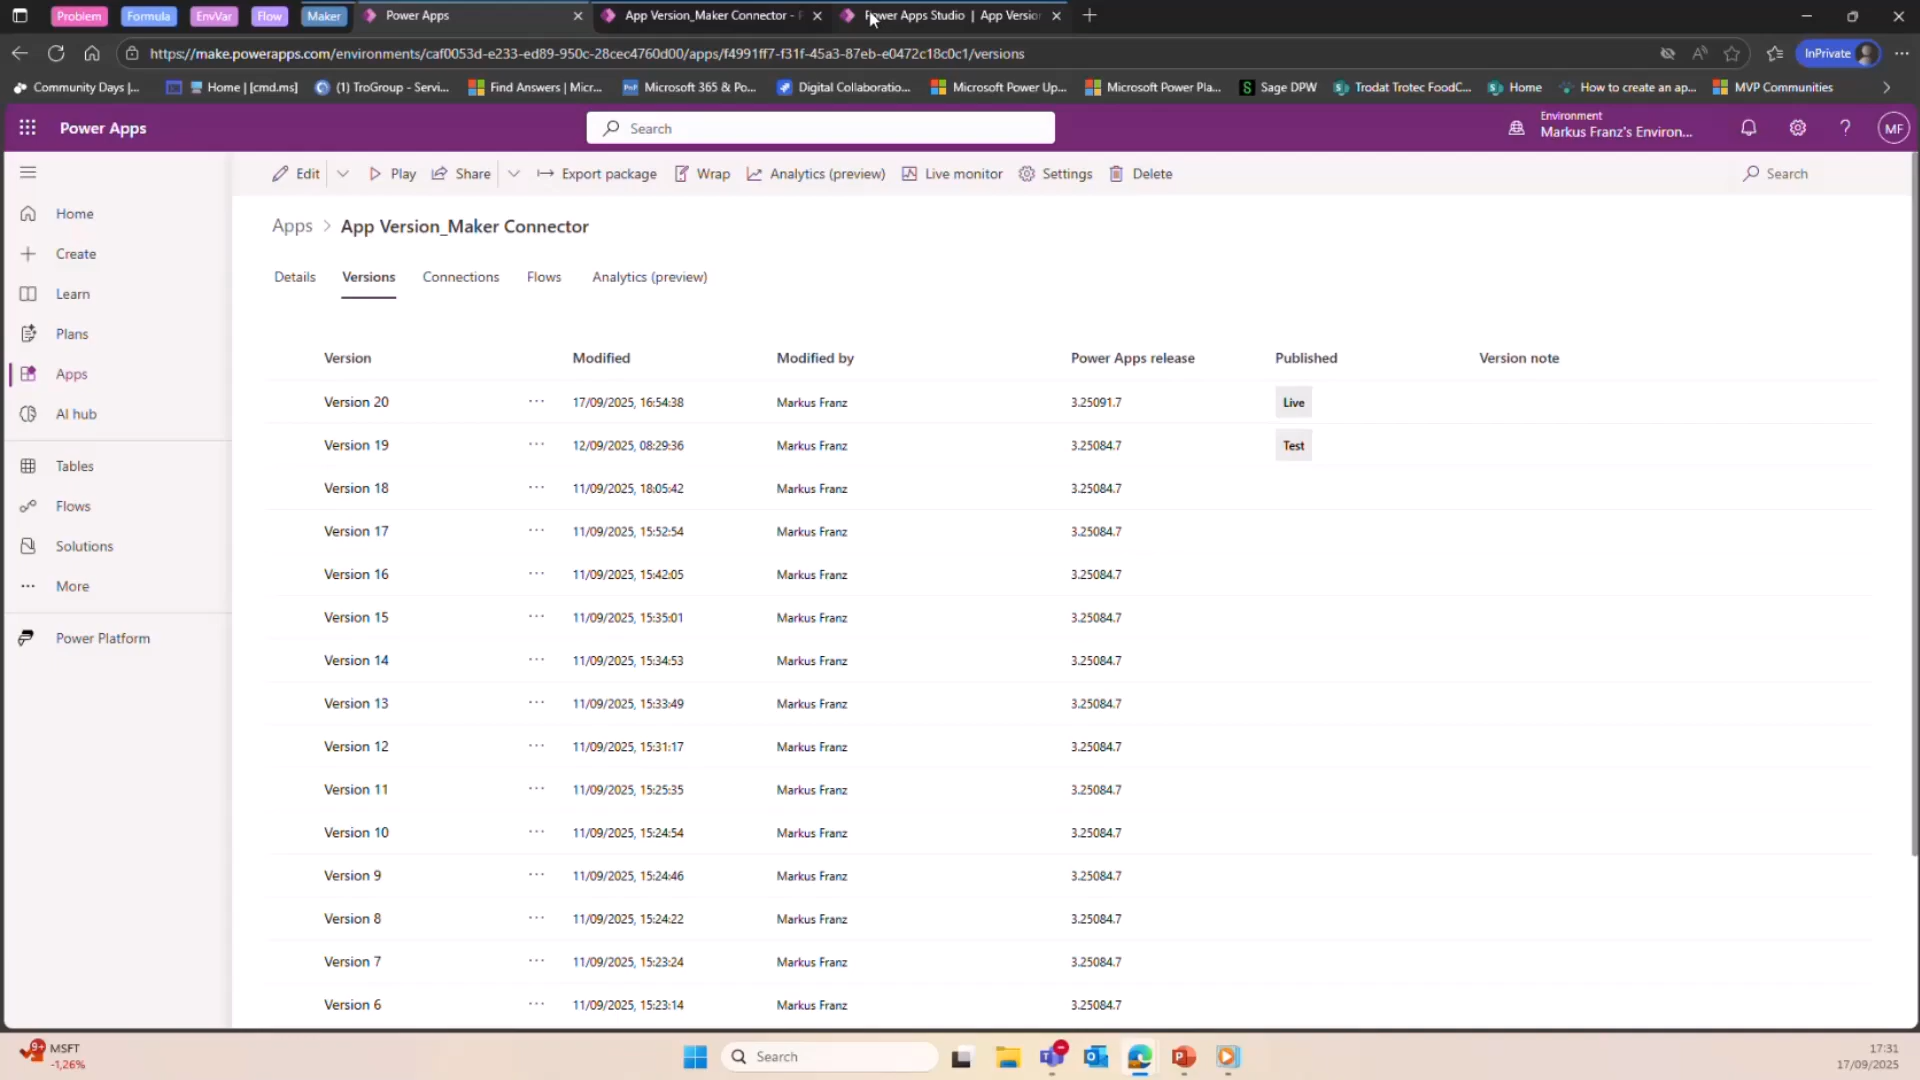 Problem Formula EnvVar Flow Maker Power Apps App Version_Maker Connector - Power Apps Studio | App Versio
https://make.powerapps.com/environments/caf0053d-e233-ed89-950c-28cec4760d00/apps/f4991ff7-f31f-45a3-87eb-e0472c18c0c1/versions InPrivate
Community Days |... Home | [cmd.ms] (1) TroGroup - Servi... Find Answers | Micr... Microsoft 365 & Po... Digital Collaboratio... Microsoft Power Up... Microsoft Power Pla... Sage DPW Trodat Trotec FoodC... Home How to create an ap... MVP Communities
Power Apps Search Environment
Markus Franz's Environ... MF
Edit Play Share Export package Wrap Analytics (preview) Live monitor Settings Delete Search
Home
Create
Learn
Plans
Apps
AI hub
Tables
Flows
Solutions
More
Power Platform
Apps > App Version_Maker Connector
Details Versions Connections Flows Analytics (preview)
Version Modified Modified by Power Apps release Published Version note
Version 20 ... 17/09/2025, 16:54:38 Markus Franz 3.25091.7 Live
Version 19 ... 12/09/2025, 08:29:36 Markus Franz 3.25084.7 Test
Version 18 ... 11/09/2025, 18:05:42 Markus Franz 3.25084.7
Version 17 ... 11/09/2025, 15:52:54 Markus Franz 3.25084.7
Version 16 ... 11/09/2025, 15:42:05 Markus Franz 3.25084.7
Version 15 ... 11/09/2025, 15:35:01 Markus Franz 3.25084.7
Version 14 ... 11/09/2025, 15:34:53 Markus Franz 3.25084.7
Version 13 ... 11/09/2025, 15:33:49 Markus Franz 3.25084.7
Version 12 ... 11/09/2025, 15:31:17 Markus Franz 3.25084.7
Version 11 ... 11/09/2025, 15:25:35 Markus Franz 3.25084.7
Version 10 ... 11/09/2025, 15:24:54 Markus Franz 3.25084.7
Version 9 ... 11/09/2025, 15:24:46 Markus Franz 3.25084.7
Version 8 ... 11/09/2025, 15:24:22 Markus Franz 3.25084.7
Version 7 ... 11/09/2025, 15:23:24 Markus Franz 3.25084.7
Version 6 ... 11/09/2025, 15:23:14 Markus Franz 3.25084.7
9+ MSFT
-1,26%
Search
17:31
17/09/2025